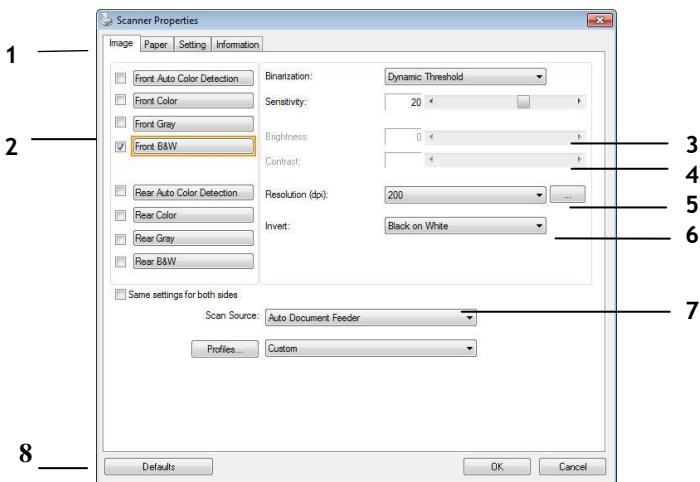 Scanner Properties
Image Paper Setting Information
1
Front Auto Color Detection
Front Color
Front Gray
Front B&W
2
Rear Auto Color Detection
Rear Color
Rear Gray
Rear B&W
Binarization: Dynamic Threshold
Sensitivity: 20
Brightness: 0
3
Contrast:
4
Resolution (dpi): 200 ...
5
Invert: Black on White
6
Same settings for both sides
Scan Source: Auto Document Feeder
7
Profiles... Custom
8
Defaults OK Cancel